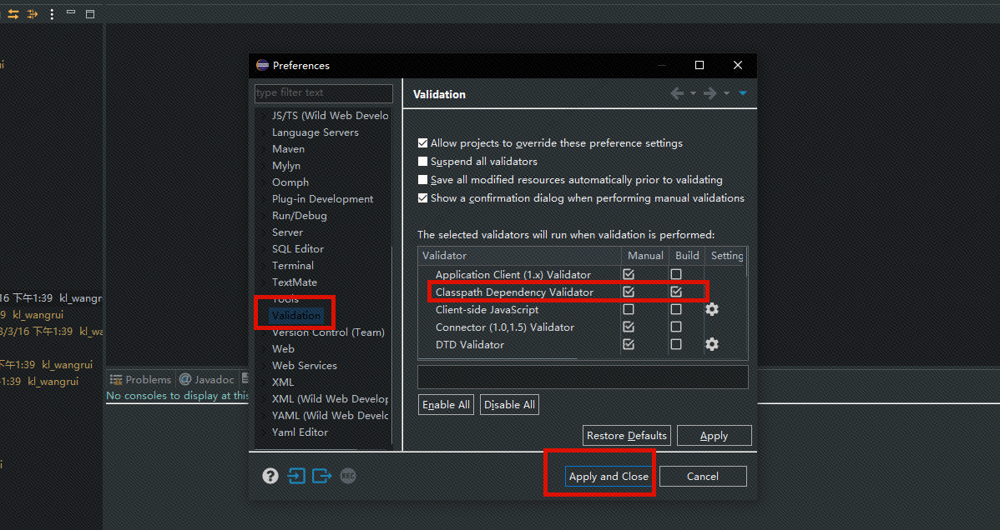 Preferences
type filter text
JS/TS (Wild Web Develo
Language Servers
Maven
Mylyn
Oomph
Plug-in Development
Run/Debug
Server
SQL Editor
Terminal
TextMate
Tools
Validation
Version Control (Team)
Web
Web Services
XML
XML (Wild Web Develop
YAML (Wild Web Develc
Yaml Editor
Validation
Allow projects to override these preference settings
Suspend all validators
Save all modified resources automatically prior to validating
Show a confirmation dialog when performing manual validations
The selected validators will run when validation is performed:
Validator Manual Build Setting
Application Client (1.x) Validator
Classpath Dependency Validator
Client-side JavaScript
Connector (1.0,1.5) Validator
DTD Validator
Enable All Disable All
Restore Defaults Apply
REC
Apply and Close Cancel
ui
16 下午1:39 kl_wangr
9 kl_wangrui
3/3/16 下午1:39 kl_wa
下午1:39 kl_wangrui
1:39 kl_wangrui
i
Problems @ Javadoc
No consoles to display at this